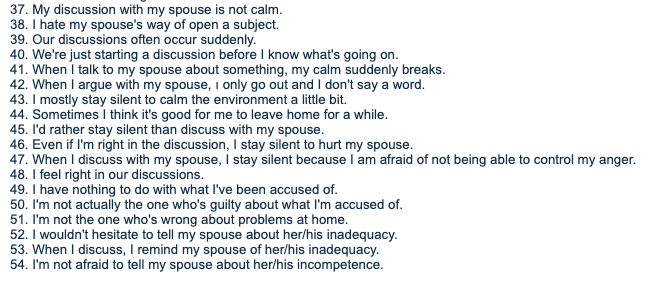 37. My discussion with my spouse is not calm.
38. I hate my spouse's way of open a subject.
39. Our discussions often occur suddenly.
40. We're just starting a discussion before I know what's going on.
41. When I talk to my spouse about something, my calm suddenly breaks.
42. When I argue with my spouse, ı only go out and I don't say a word.
43. I mostly stay silent to calm the environment a little bit.
44. Sometimes I think it's good for me to leave home for a while.
45. I'd rather stay silent than discuss with my spouse.
46. Even if I'm right in the discussion, I stay silent to hurt my spouse.
47. When I discuss with my spouse, I stay silent because I am afraid of not being able to control my anger.
48. I feel right in our discussions.
49. I have nothing to do with what I've been accused of.
50. I'm not actually the one who's guilty about what I'm accused of.
51. I'm not the one who's wrong about problems at home.
52. I wouldn't hesitate to tell my spouse about her/his inadequacy.
53. When I discuss, I remind my spouse of her/his inadequacy.
54. I'm not afraid to tell my spouse about her/his incompetence.